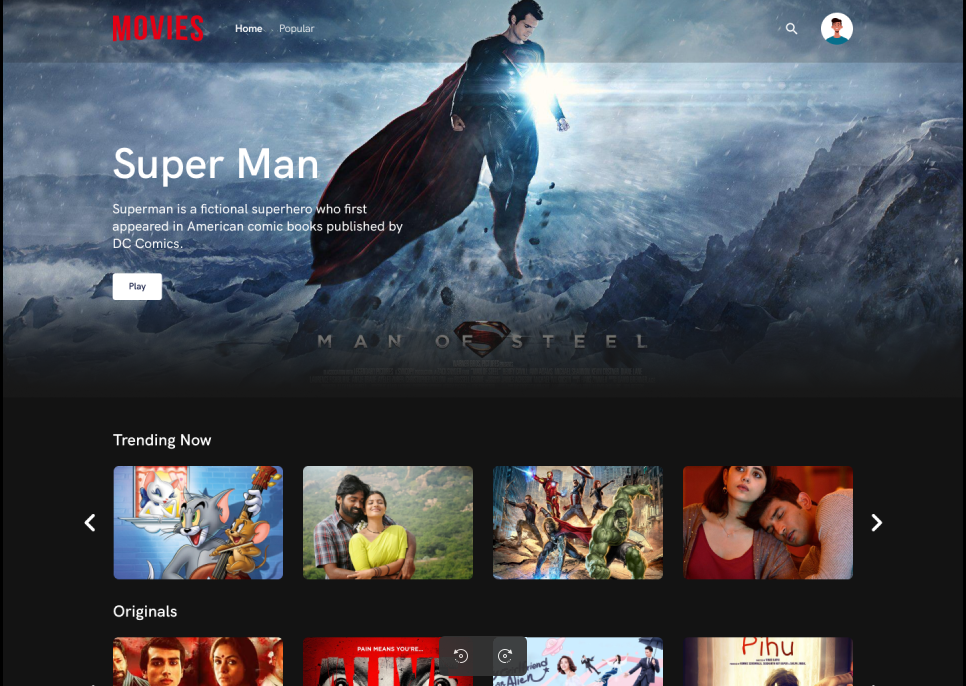 MOVIES
Home
Popular
Super Man
Superman is a fictional superhero who first
appeared in American comic books published by
DC Comics.
Play
MAN OF STEEL
Trending Now
Originals
PAIN MEANS YOU'RE...
Alien
Pihu